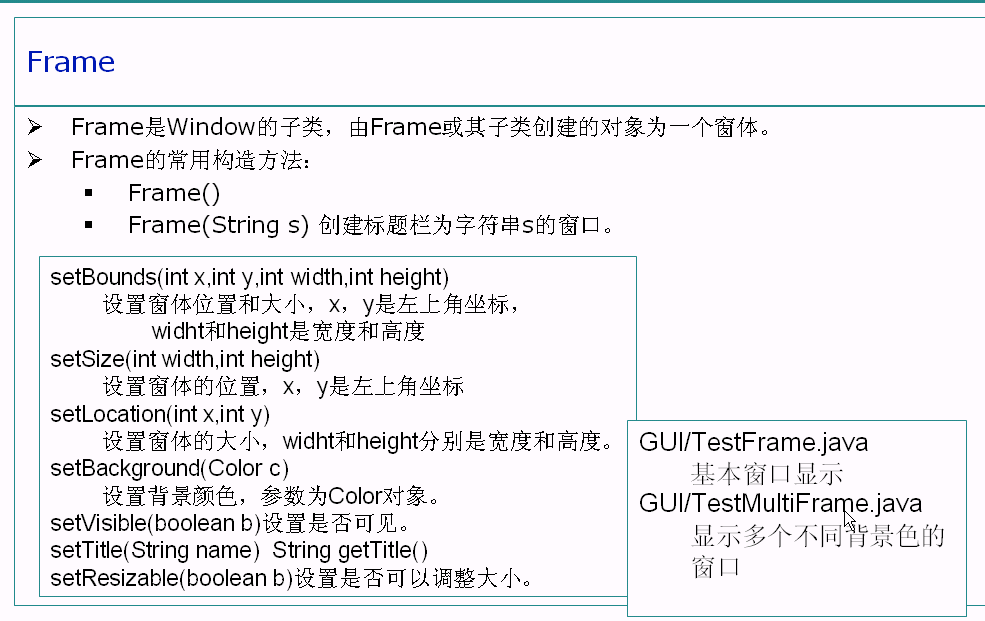 Frame
Frame是Window的子类，由Frame或其子类创建的对象为一个窗体。
Frame的常用构造方法：
Frame()
Frame(String s) 创建标题栏为字符串s的窗口。
setBounds(int x,int y,int width,int height)
设置窗体位置和大小，x，y是左上角坐标，
widht和height是宽度和高度
setSize(int width,int height)
设置窗体的位置，x，y是左上角坐标
setLocation(int x,int y)
设置窗体的大小，widht和height分别是宽度和高度。
setBackground(Color c)
设置背景颜色，参数为Color对象。
setVisible(boolean b)设置是否可见。
setTitle(String name) String getTitle()
setResizable(boolean b)设置是否可以调整大小。
GUI/TestFrame.java
基本窗口显示
GUI/TestMultiFrame.java
显示多个不同背景色的
窗口